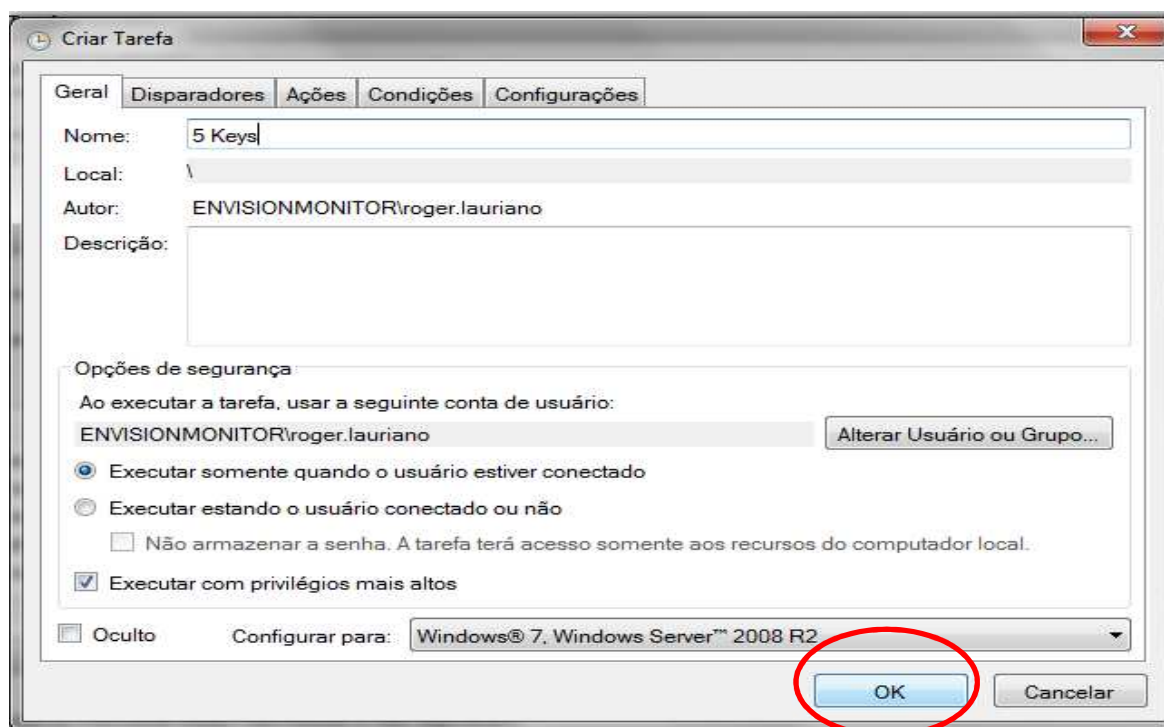 Criar Tarefa
Geral Disparadores Ações Condições Configurações
Nome: 5 Keys
Local: \
Autor: ENVISIONMONITOR\roger.lauriano
Descrição:
Opções de segurança
Ao executar a tarefa, usar a seguinte conta de usuário:
ENVISIONMONITOR\roger.lauriano Alterar Usuário ou Grupo...
Executar somente quando o usuário estiver conectado
Executar estando o usuário conectado ou não
Não armazenar a senha. A tarefa terá acesso somente aos recursos do computador local.
Executar com privilégios mais altos
Oculto Configurar para: Windows® 7, Windows Server™ 2008 R2
OK Cancelar